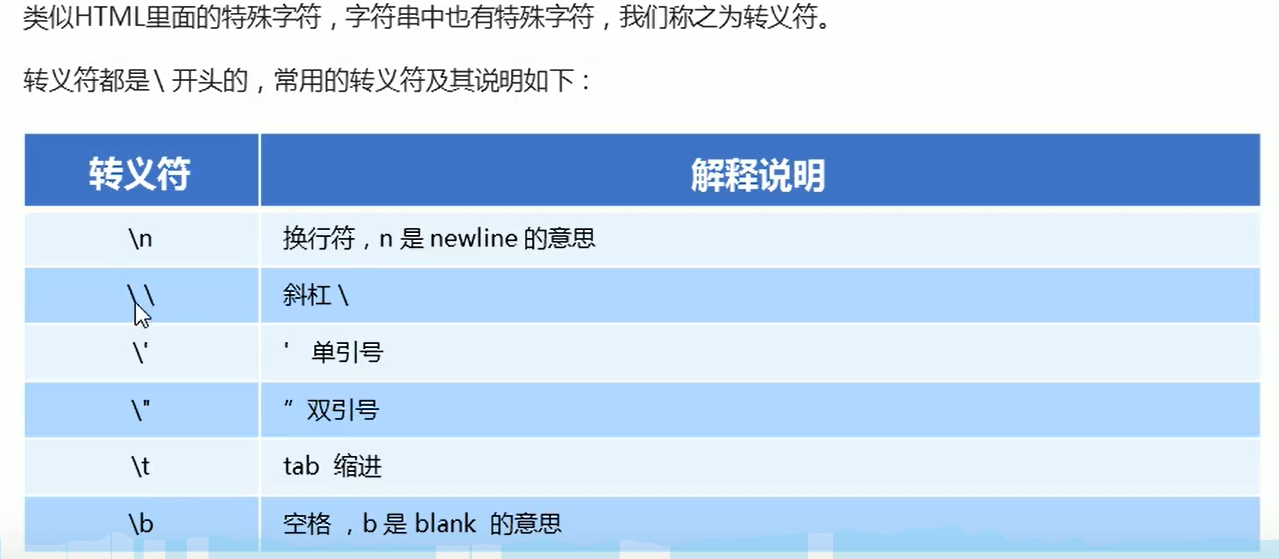 类似HTML里面的特殊字符，字符串中也有特殊字符，我们称之为转义符。
转义符都是\ 开头的，常用的转义符及其说明如下：
转义符 解释说明
\n 换行符，n 是 newline 的意思
\ \ 斜杠 \
\' ' 单引号
\" ″ 双引号
\t tab 缩进
\b 空格 ，b 是 blank 的意思